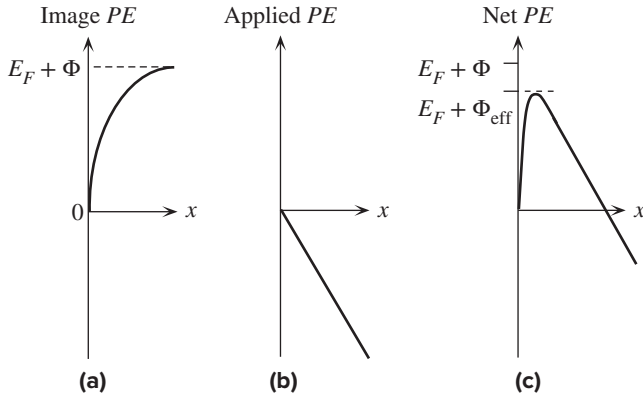 Image PE
E_F + Φ
0
x
(a)
Applied PE
x
(b)
Net PE
E_F + Φ
E_F + Φ_eff
x
(c)